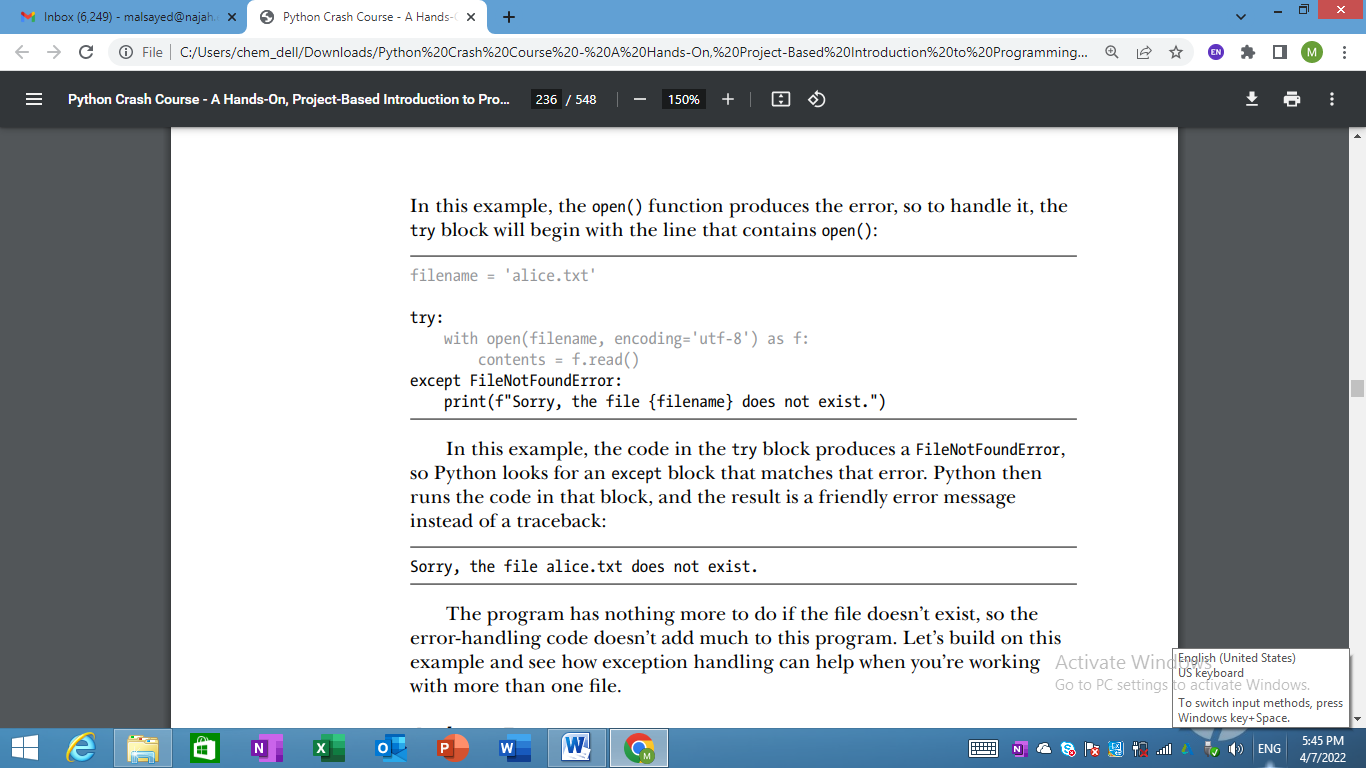 Inbox (6,249) - malsayed@najah.
Python Crash Course - A Hands-O
File
C:/Users/chem_dell/Downloads/Python%20Crash%20Course%20-%20A%20Hands-On,%20Project-Based%20Introduction%20to%20Programming...
EN
M
Python Crash Course - A Hands-On, Project-Based Introduction to Pro...
236 / 548
150%
In this example, the open() function produces the error, so to handle it, the
try block will begin with the line that contains open():
filename = 'alice.txt'
try:
    with open(filename, encoding='utf-8') as f:
        contents = f.read()
except FileNotFoundError:
    print(f"Sorry, the file {filename} does not exist.")
In this example, the code in the try block produces a FileNotFoundError,
so Python looks for an except block that matches that error. Python then
runs the code in that block, and the result is a friendly error message
instead of a traceback:
Sorry, the file alice.txt does not exist.
The program has nothing more to do if the file doesn't exist, so the
error-handling code doesn't add much to this program. Let's build on this
example and see how exception handling can help when you're working
with more than one file.
Activate Windows
Go to PC settings to activate Windows.
English (United States)
US keyboard
To switch input methods, press
Windows key+Space.
ENG
5:45 PM
4/7/2022